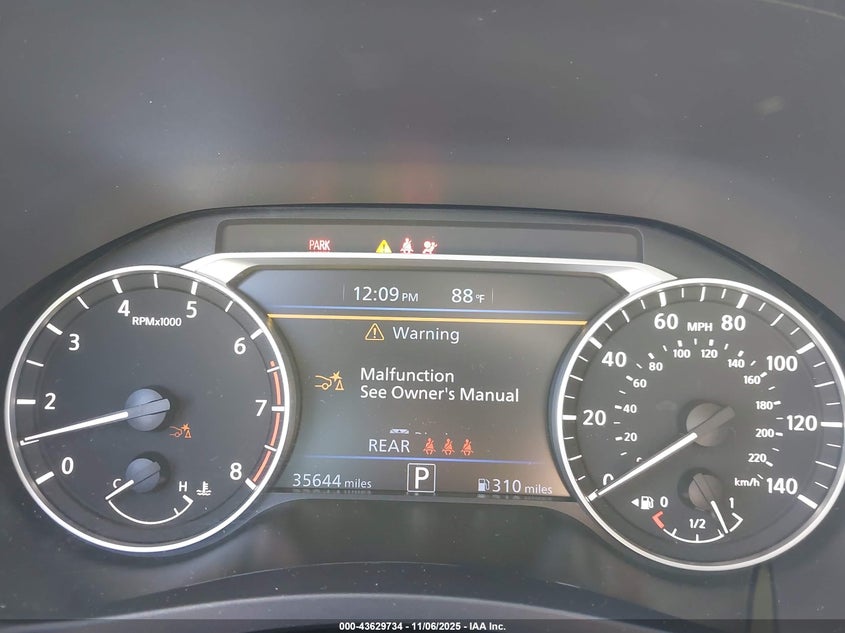 PARK
12:09 PM 88°F
Warning
Malfunction
See Owner's Manual
REAR
35644 miles
P
310 miles
RPMx1000
0
2
3
4
5
6
7
8
C H
MPH
0
20
40
60
80
100
120
140
20
40
60
80
100
120
140
160
180
200
220
km/h
0 1/2 1
000-43629734 - 11/06/2025 - IAA Inc.